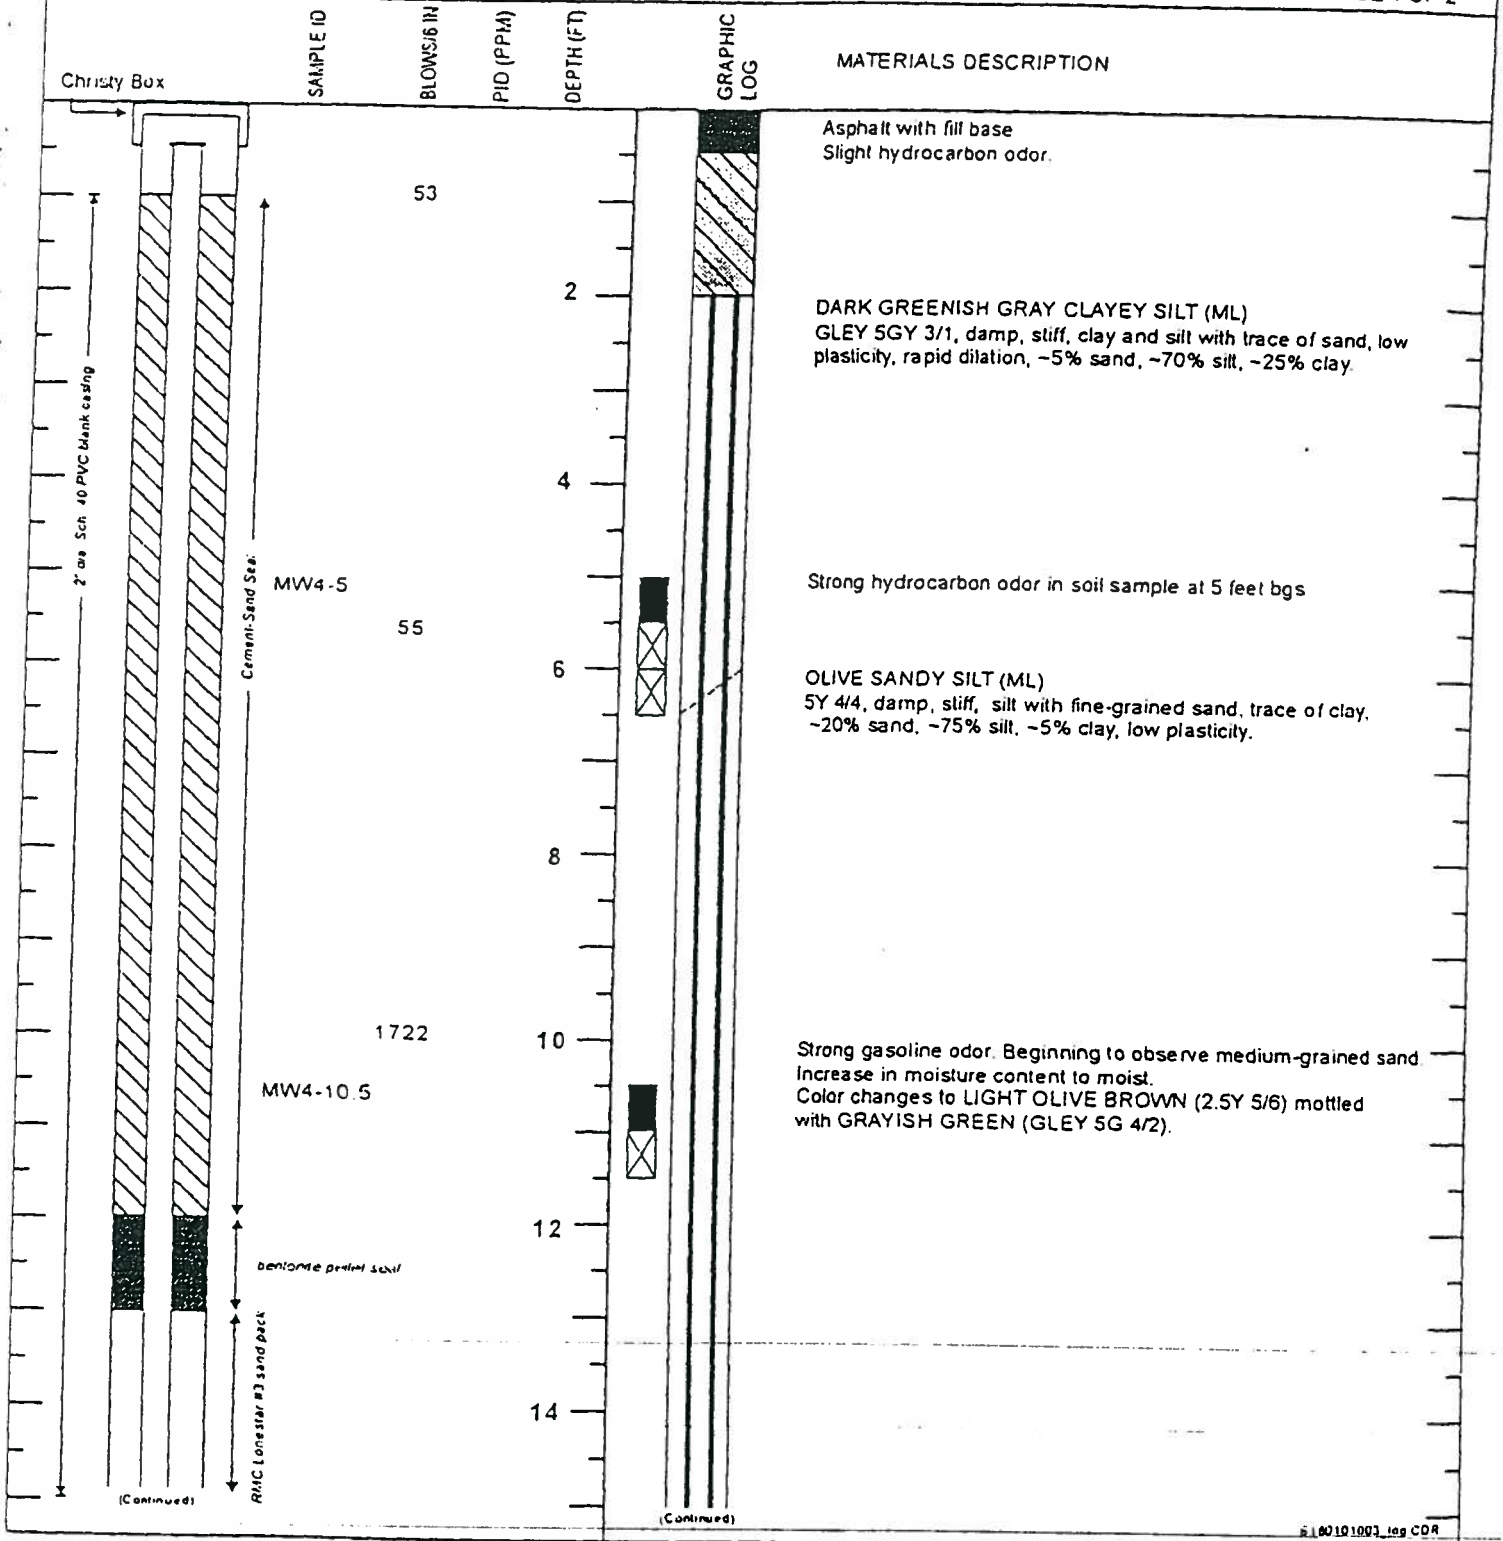 SAMPLE ID
BLOWS/6 IN
PID (PPM)
DEPTH (FT)
GRAPHIC
LOG
MATERIALS DESCRIPTION
Christy Box
Asphalt with fill base
Slight hydrocarbon odor.
53
2
DARK GREENISH GRAY CLAYEY SILT (ML)
GLEY 5GY 3/1, damp, stiff, clay and silt with trace of sand, low
plasticity, rapid dilation, ~5% sand, ~70% silt, ~25% clay.
2" dia Sch 40 PVC blank casing
4
Cement-Sand Seal
MW4-5
Strong hydrocarbon odor in soil sample at 5 feet bgs
55
6
OLIVE SANDY SILT (ML)
5Y 4/4, damp, stiff, silt with fine-grained sand, trace of clay,
~20% sand, ~75% silt, ~5% clay, low plasticity.
8
1722
10
Strong gasoline odor. Beginning to observe medium-grained sand
Increase in moisture content to moist.
MW4-10.5
Color changes to LIGHT OLIVE BROWN (2.5Y 5/6) mottled
with GRAYISH GREEN (GLEY 5G 4/2).
12
bentonite pellet seal
RMC Lonestar #3 sand pack
14
(Continued)
(Continued)